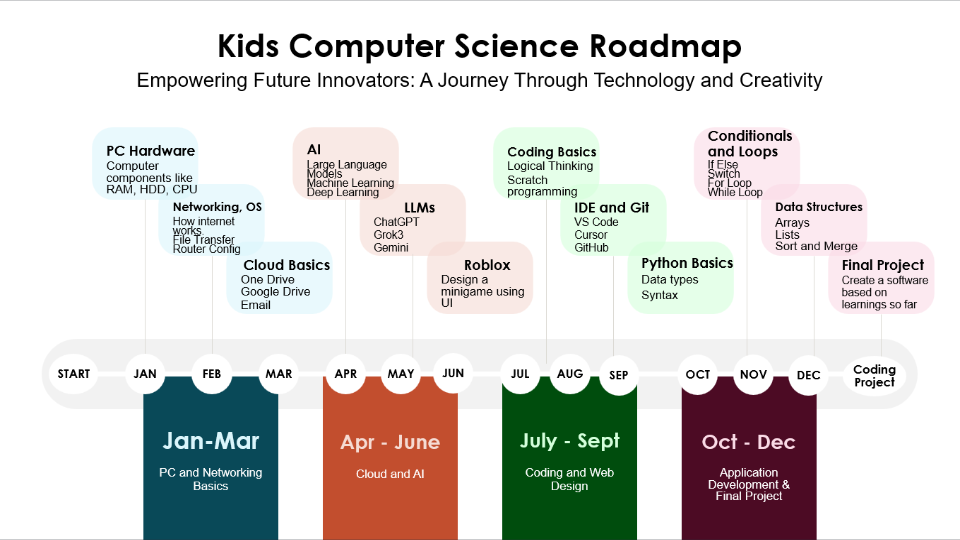 Kids Computer Science Roadmap
Empowering Future Innovators: A Journey Through Technology and Creativity
PC Hardware
Computer
components like
RAM, HDD, CPU
Networking, OS
How internet
works
File Transfer
Router Config
Cloud Basics
One Drive
Google Drive
Email
AI
Large Language
Models
Machine Learning
Deep Learning
LLMs
ChatGPT
Grok3
Gemini
Roblox
Design a
minigame using
UI
Coding Basics
Logical Thinking
Scratch
programming
IDE and Git
VS Code
Cursor
GitHub
Python Basics
Data types
Syntax
Conditionals
and Loops
If Else
Switch
For Loop
While Loop
Data Structures
Arrays
Lists
Sort and Merge
Final Project
Create a software
based on
learnings so far
START
JAN
FEB
MAR
APR
MAY
JUN
JUL
AUG
SEP
OCT
NOV
DEC
Coding
Project
Jan-Mar
PC and Networking
Basics
Apr - June
Cloud and AI
July - Sept
Coding and Web
Design
Oct - Dec
Application
Development &
Final Project